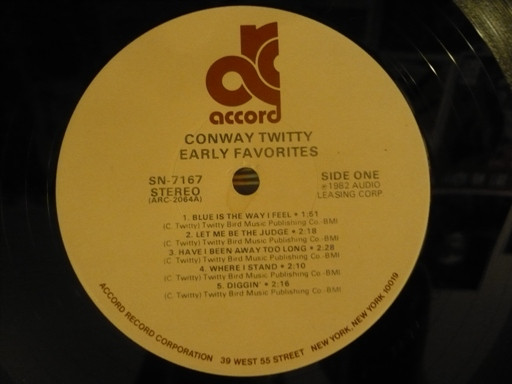 arc
accord
CONWAY TWITTY
EARLY FAVORITES
SN-7167
STEREO
(ARC-2064A)
SIDE ONE
℗1982 AUDIO
LEASING CORP.
1. BLUE IS THE WAY I FEEL • 1:51
(C. Twitty) Twitty Bird Music Publishing Co.-BMI
2. LET ME BE THE JUDGE • 2:18
(C. Twitty) Twitty Bird Music Publishing Co.-BMI
3. HAVE I BEEN AWAY TOO LONG • 2:28
(C. Twitty) Twitty Bird Music Publishing Co.-BMI
4. WHERE I STAND • 2:10
(C. Twitty) Twitty Bird Music Publishing Co.-BMI
5. DIGGIN' • 2:16
(C. Twitty) Twitty Bird Music Publishing Co.-BMI
ACCORD RECORD CORPORATION 39 WEST 55 STREET NEW YORK, NEW YORK 10019